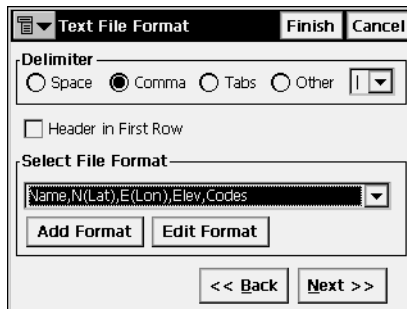 Text File Format Finish Cancel
Delimiter
Space Comma Tabs Other |
Header in First Row
Select File Format
Name,N(Lat),E(Lon),Elev,Codes
Add Format Edit Format
<< Back Next >>